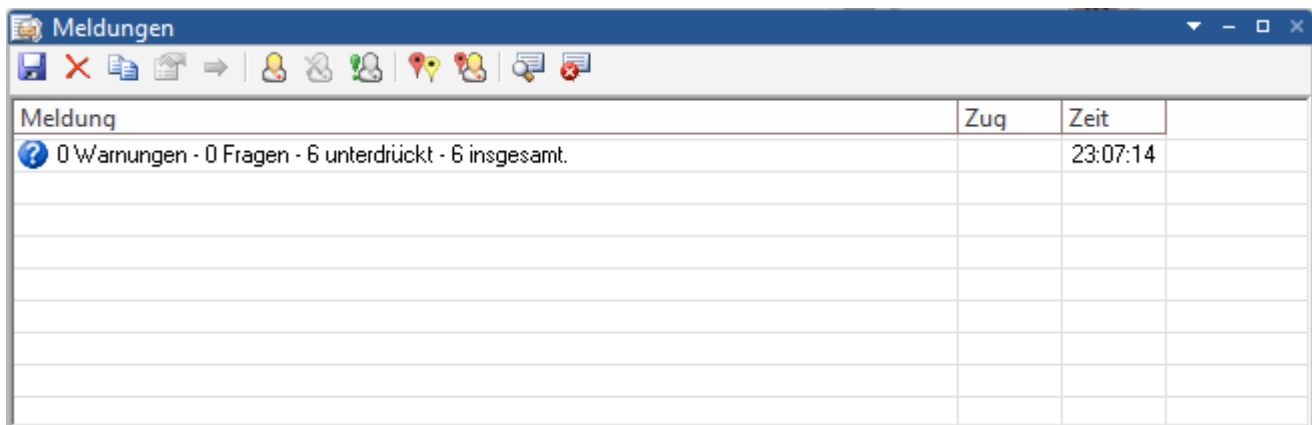 Meldungen
Meldung Zug Zeit
0 Warnungen - 0 Fragen - 6 unterdrückt - 6 insgesamt. 23:07:14